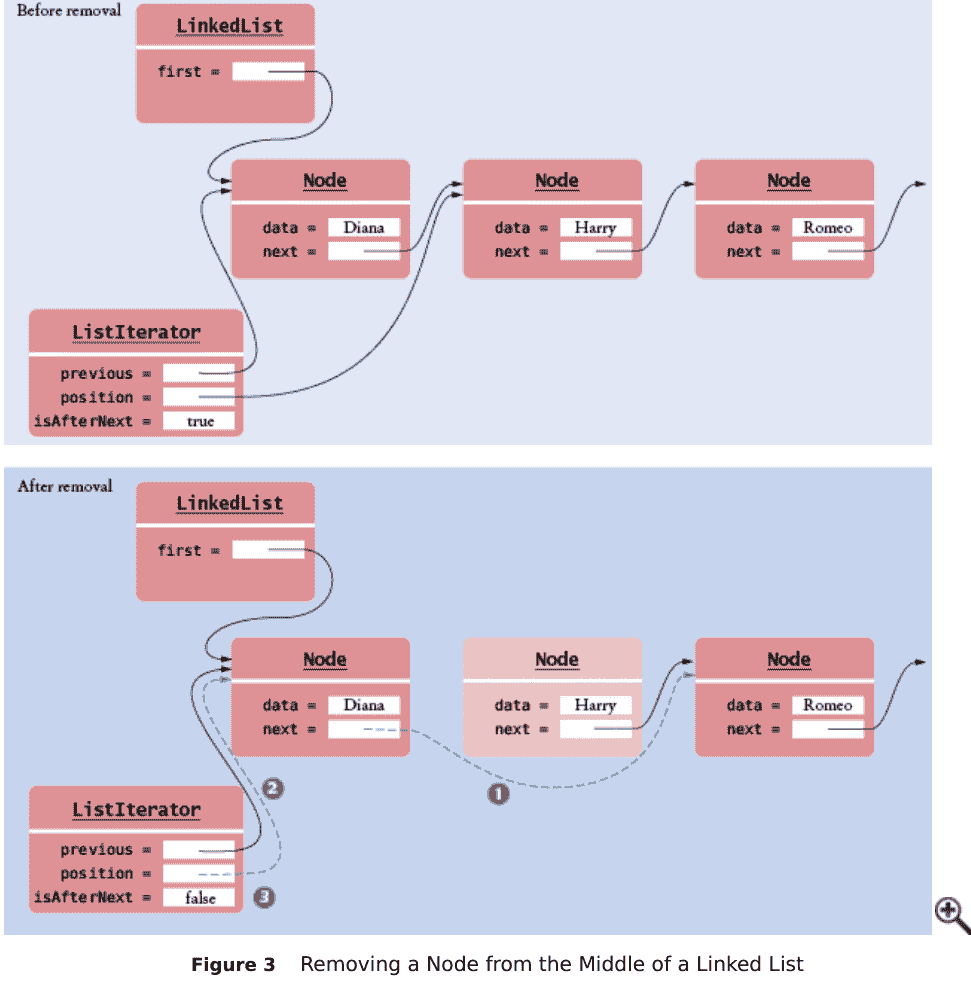 Before removal
LinkedList
first =
Node
data = Diana
next =
Node
data = Harry
next =
Node
data = Romeo
next =
ListIterator
previous =
position =
isAfterNext = true
After removal
LinkedList
first =
Node
data = Diana
next =
Node
data = Harry
next =
Node
data = Romeo
next =
2
1
ListIterator
previous =
position =
isAfterNext = false
3
Figure 3 Removing a Node from the Middle of a Linked List